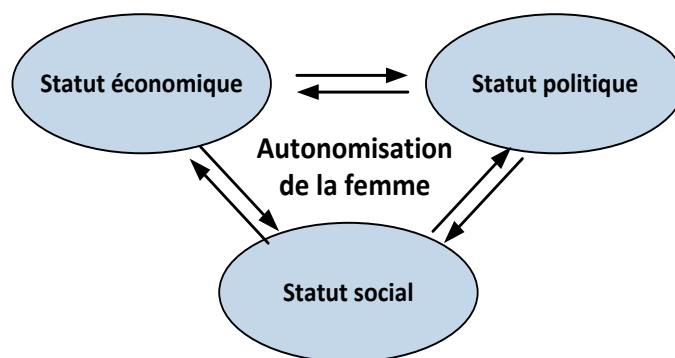 Statut économique
Statut politique
Autonomisation
de la femme
Statut social